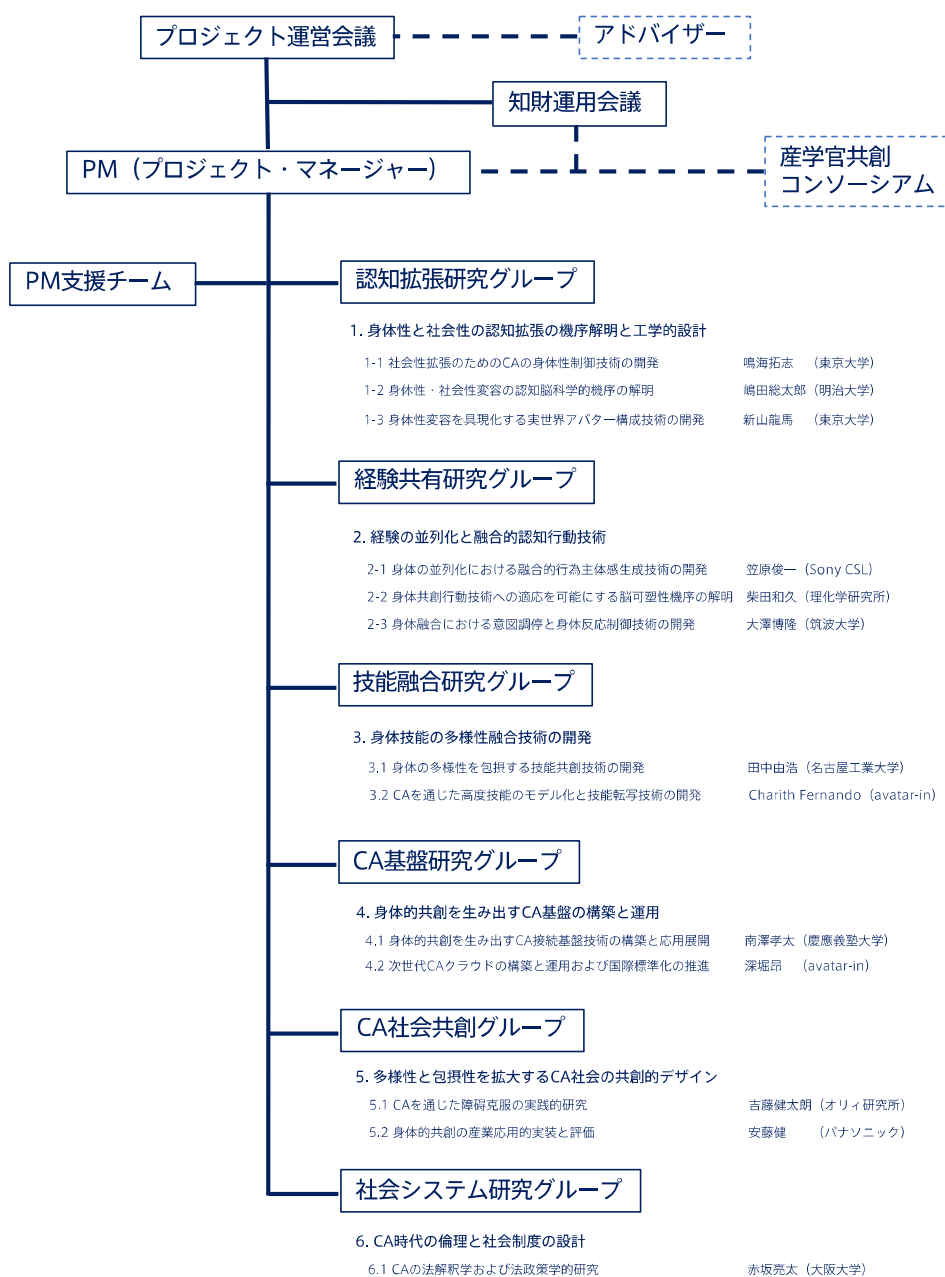 プロジェクト運営会議
アドバイザー
知財運用会議
PM（プロジェクト・マネージャー）
産学官共創
コンソーシアム
PM支援チーム
認知拡張研究グループ
1. 身体性と社会性の認知拡張の機序解明と工学的設計
1-1 社会性拡張のためのCAの身体性制御技術の開発 鳴海拓志 （東京大学）
1-2 身体性・社会性変容の認知脳科学的機序の解明 嶋田総太郎（明治大学）
1-3 身体性変容を具現化する実世界アバター構成技術の開発 新山龍馬 （東京大学）
経験共有研究グループ
2. 経験の並列化と融合的認知行動技術
2-1 身体の並列化における融合的行為主体感生成技術の開発 笠原俊一（Sony CSL）
2-2 身体共創行動技術への適応を可能にする脳可塑性機序の解明 柴田和久（理化学研究所）
2-3 身体融合における意図調停と身体反応制御技術の開発 大澤博隆（筑波大学）
技能融合研究グループ
3. 身体技能の多様性融合技術の開発
3.1 身体の多様性を包摂する技能共創技術の開発 田中由浩（名古屋工業大学）
3.2 CAを通じた高度技能のモデル化と技能転写技術の開発 Charith Fernando（avatar-in）
CA基盤研究グループ
4. 身体的共創を生み出すCA基盤の構築と運用
4.1 身体的共創を生み出すCA接続基盤技術の構築と応用展開 南澤孝太（慶應義塾大学）
4.2 次世代CAクラウドの構築と運用および国際標準化の推進 深堀昂 （avatar-in）
CA社会共創グループ
5. 多様性と包摂性を拡大するCA社会の共創的デザイン
5.1 CAを通じた障碍克服の実践的研究 吉藤健太朗（オリィ研究所）
5.2 身体的共創の産業応用的実装と評価 安藤健 （パナソニック）
社会システム研究グループ
6. CA時代の倫理と社会制度の設計
6.1 CAの法解釈学および法政策学的研究 赤坂亮太（大阪大学）